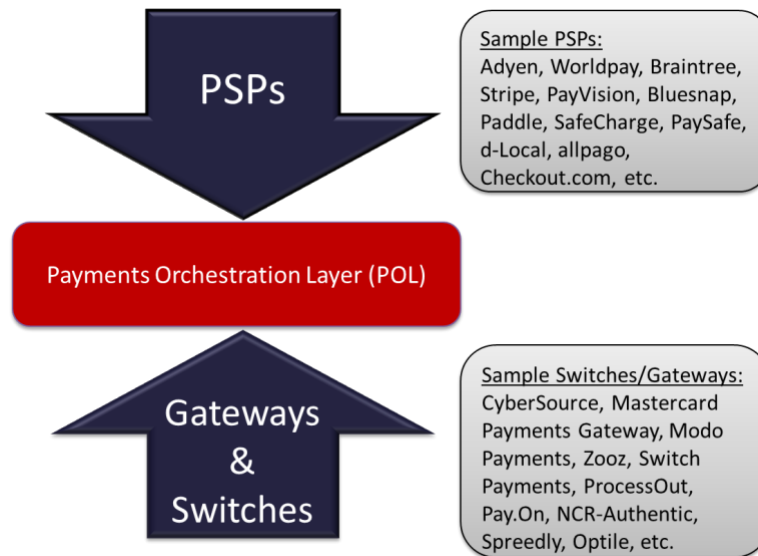 PSPs
Sample PSPs:
Adyen, Worldpay, Braintree,
Stripe, PayVision, Bluesnap,
Paddle, SafeCharge, PaySafe,
d-Local, allpago,
Checkout.com, etc.
Payments Orchestration Layer (POL)
Gateways
&
Switches
Sample Switches/Gateways:
CyberSource, Mastercard
Payments Gateway, Modo
Payments, Zooz, Switch
Payments, ProcessOut,
Pay.On, NCR-Authentic,
Spreedly, Optile, etc.